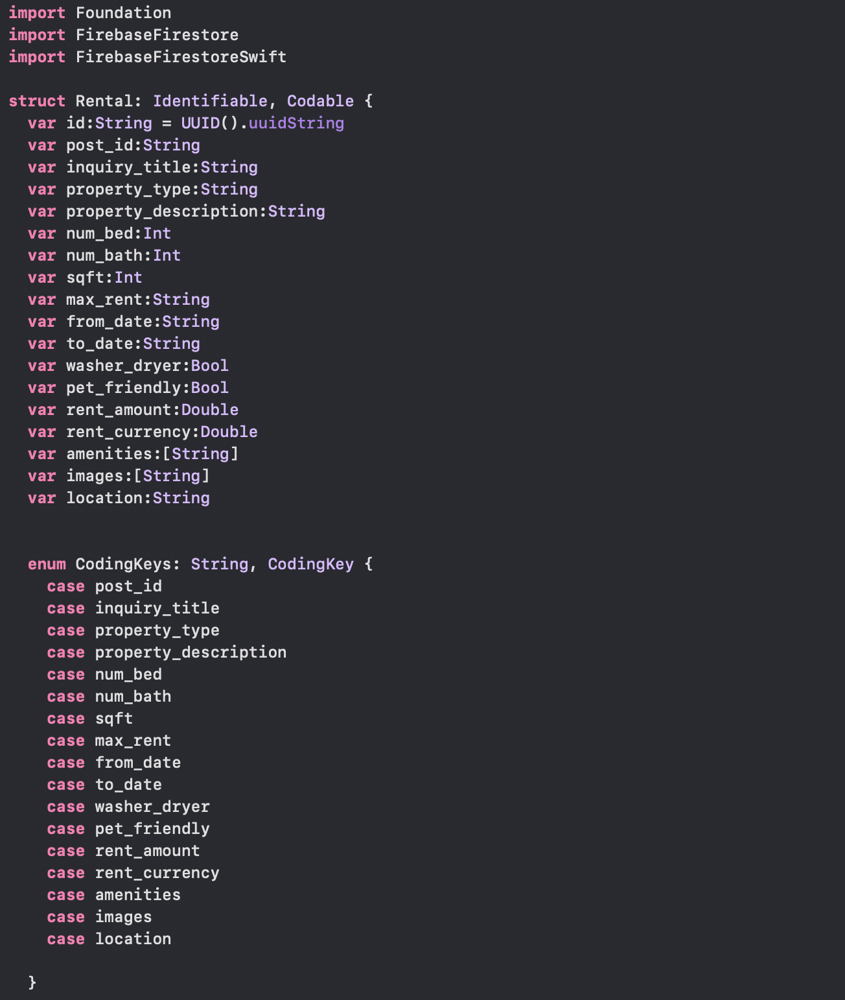 import Foundation
import FirebaseFirestore
import FirebaseFirestoreSwift
struct Rental: Identifiable, Codable {
var id:String = UUID().uuidString
var post_id:String
var inquiry_title:String
var property_type:String
var property_description:String
var num_bed:Int
var num_bath:Int
var sqft:Int
var max_rent:String
var from_date:String
var to_date:String
var washer_dryer:Bool
var pet_friendly:Bool
var rent_amount:Double
var rent_currency:Double
var amenities:[String]
var images:[String]
var location:String
enum CodingKeys: String, CodingKey {
case post_id
case inquiry_title
case property_type
case property_description
case num_bed
case num_bath
case sqft
case max_rent
case from_date
case to_date
case washer_dryer
case pet_friendly
case rent_amount
case rent_currency
case amenities
case images
case location
}